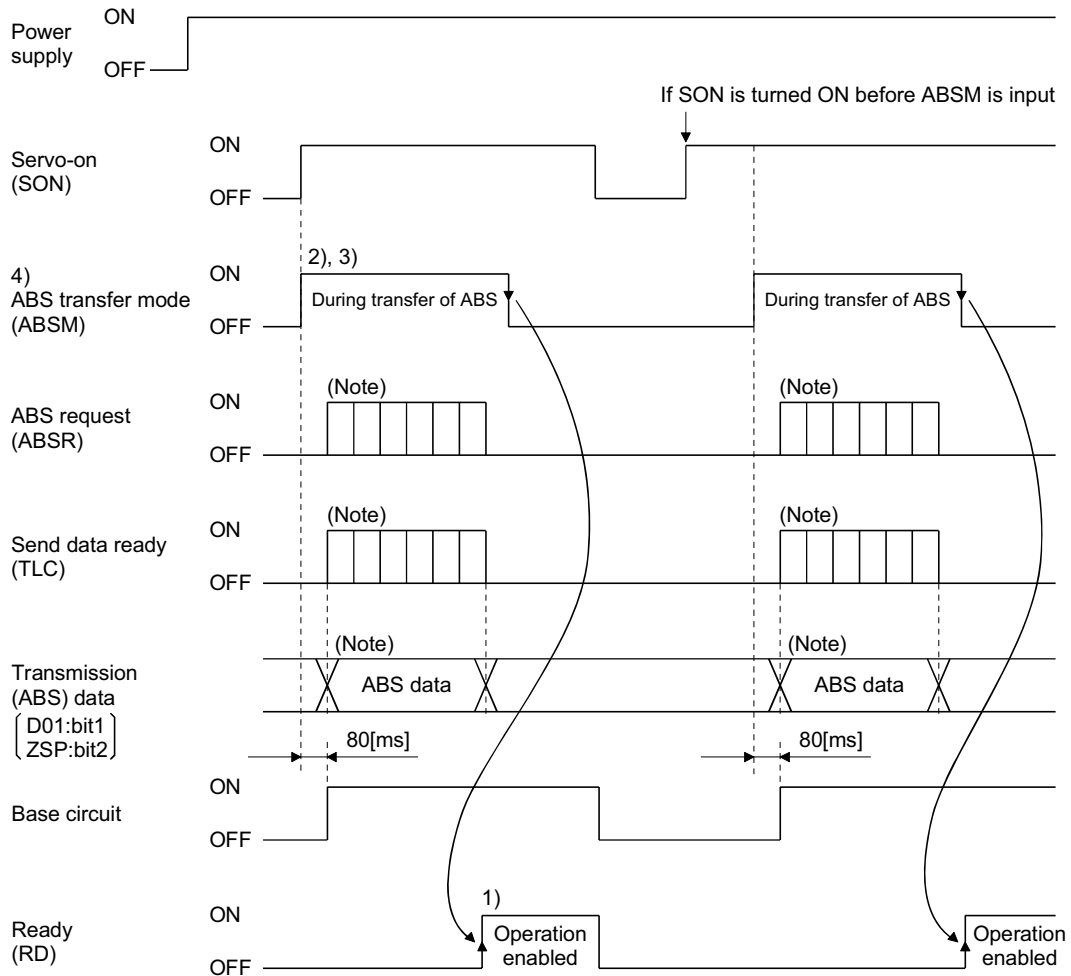 ON
Power
supply
OFF
If SON is turned ON before ABSM is input
ON
Servo-on
(SON)
OFF
2), 3)
4)
ON
ABS transfer mode
(ABSM)
During transfer of ABS
During transfer of ABS
OFF
(Note)
(Note)
ON
ABS request
(ABSR)
OFF
(Note)
(Note)
ON
Send data ready
(TLC)
OFF
(Note)
(Note)
Transmission
(ABS) data
ABS data
ABS data
D01:bit1
ZSP:bit2
80[ms]
80[ms]
ON
Base circuit
OFF
1)
ON
Ready
(RD)
Operation
enabled
Operation
enabled
OFF